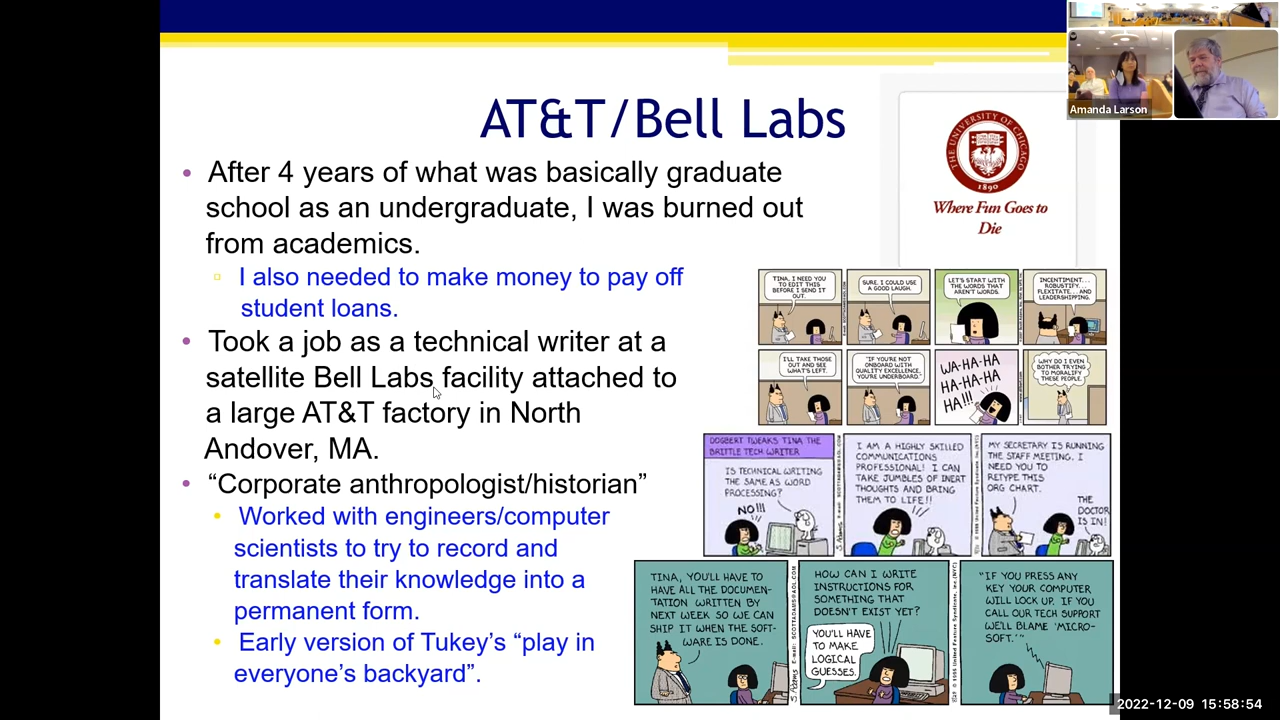 Amanda Larson
AT&T/Bell Labs
• After 4 years of what was basically graduate
school as an undergraduate, I was burned out
from academics.
I also needed to make money to pay off
student loans.
• Took a job as a technical writer at a
satellite Bell Labs facility attached to
a large AT&T factory in North
Andover, MA.
• “Corporate anthropologist/historian”
• Worked with engineers/computer
scientists to try to record and
translate their knowledge into a
permanent form.
• Early version of Tukey’s “play in
everyone’s backyard”.
THE UNIVERSITY OF CHICAGO
1890
Where Fun Goes to
Die
TINA, I NEED YOU
TO EDIT THIS
BEFORE I SEND IT
OUT.
SURE. I COULD USE
A GOOD LAUGH.
LET'S START WITH
THE WORDS THAT
AREN'T WORDS.
INCENTIMENT...
ROBUSTIFY...
FLEXITATE... AND
LEADERSHIPPING.
I'LL TAKE THOSE
OUT AND SEE
WHAT'S LEFT.
"IF YOU'RE NOT
ONBOARD WITH
QUALITY EXCELLENCE,
YOU'RE UNDERBOARD."
WA-HA-HA
HA-HA-HA
HA!!!
WHY DO I EVEN
BOTHER TRYING
TO MORALIFY
THESE PEOPLE.
DOGBERT TWEAKS TINA THE
BRITTLE TECH WRITER
IS TECHNICAL WRITING
THE SAME AS WORD
PROCESSING?
NO!!!
I AM A HIGHLY SKILLED
COMMUNICATIONS
PROFESSIONAL! I CAN
TAKE JUMBLES OF INERT
THOUGHTS AND BRING
THEM TO LIFE!!
MY SECRETARY IS RUNNING
THE STAFF MEETING. I
NEED YOU TO
RETYPE THIS
ORG CHART.
THE
DOCTOR
IS IN!
TINA, YOU'LL HAVE TO
HAVE ALL THE DOCUMEN-
TATION WRITTEN BY
NEXT WEEK SO WE CAN
SHIP IT WHEN THE SOFT-
WARE IS DONE.
HOW CAN I WRITE
INSTRUCTIONS FOR
SOMETHING THAT
DOESN'T EXIST YET?
YOU'LL HAVE
TO MAKE
LOGICAL
GUESSES.
"IF YOU PRESS ANY
KEY YOUR COMPUTER
WILL LOCK UP. IF YOU
CALL OUR TECH SUPPORT
WE'LL BLAME 'MICRO-
SOFT.'"
2022-12-09 15:58:54